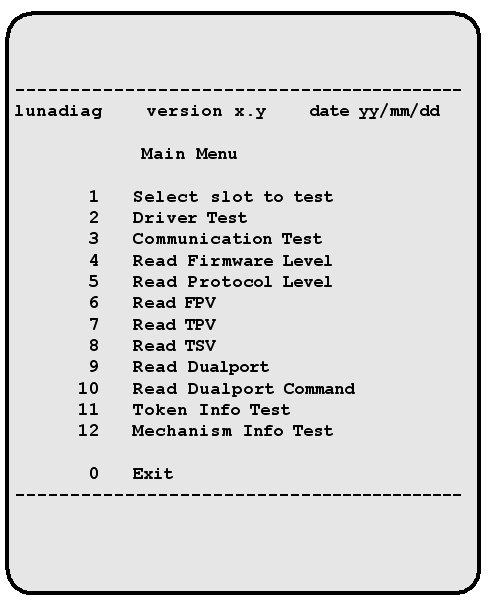 -----------------------------------------
lunadiag version x.y date yy/mm/dd
Main Menu
1 Select slot to test
2 Driver Test
3 Communication Test
4 Read Firmware Level
5 Read Protocol Level
6 Read FPV
7 Read TPV
8 Read TSV
9 Read Dualport
10 Read Dualport Command
11 Token Info Test
12 Mechanism Info Test
0 Exit
-----------------------------------------